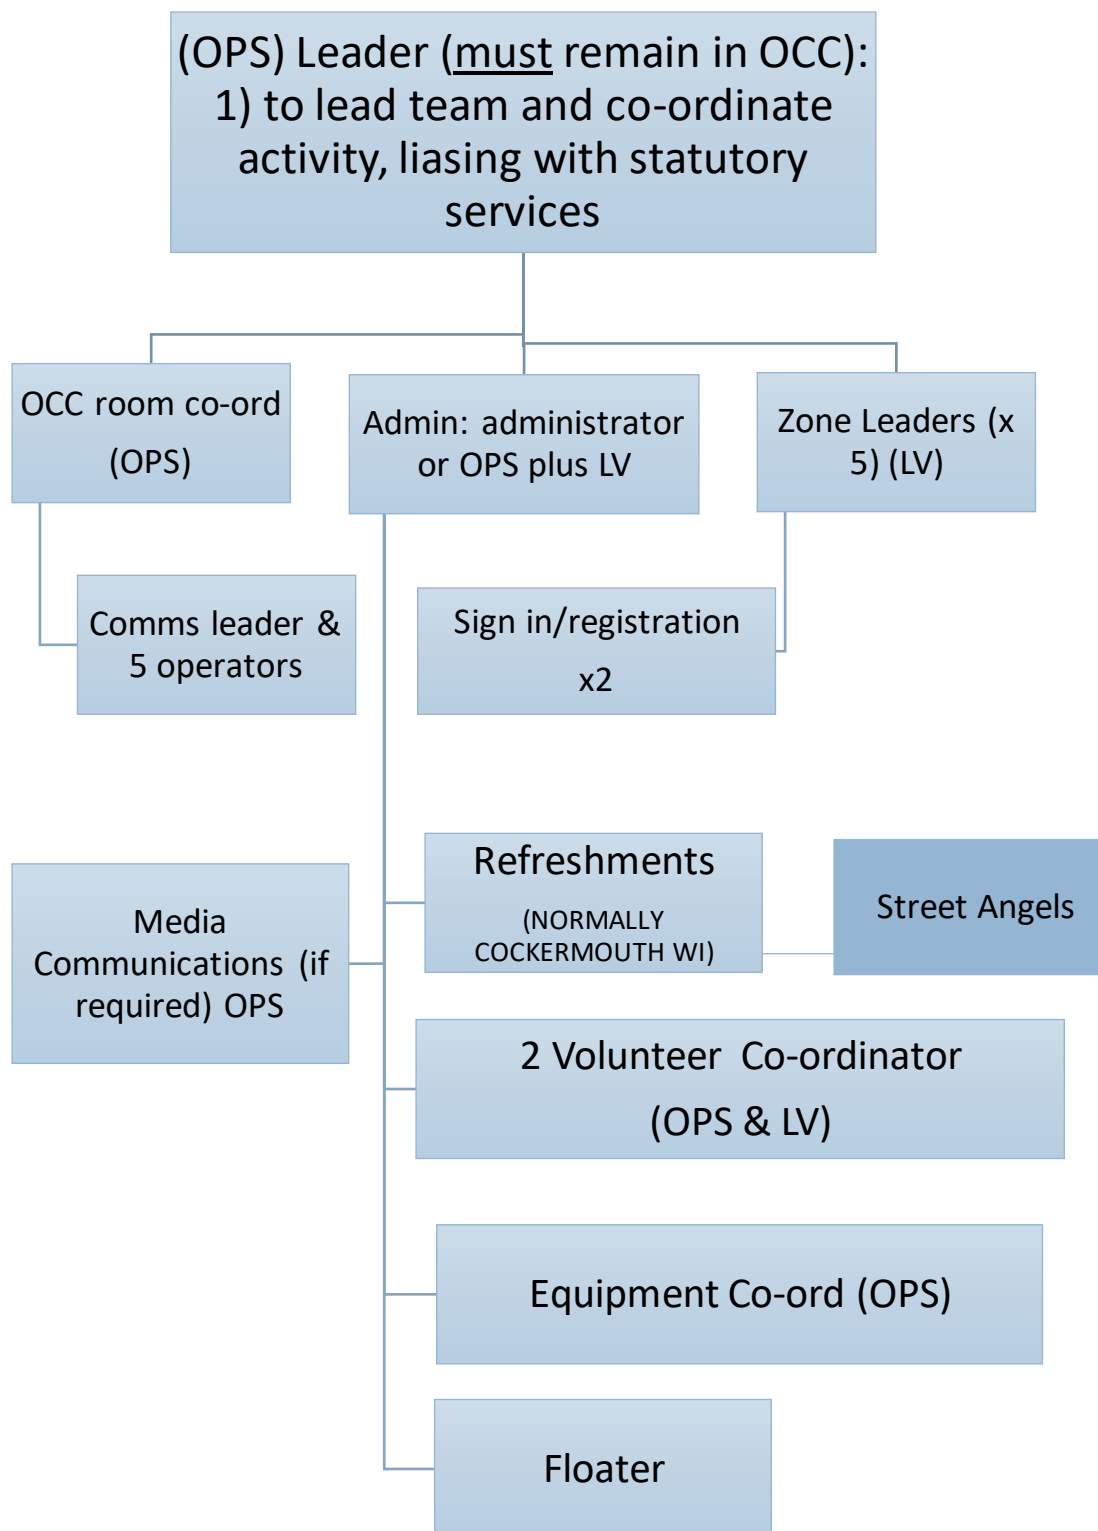 (OPS) Leader (must remain in OCC):
1) to lead team and co-ordinate
activity, liasing with statutory
services
OCC room co-ord
(OPS)
Admin: administrator
or OPS plus LV
Zone Leaders (x
5) (LV)
Comms leader &
5 operators
Sign in/registration
x2
Media
Communications (if
required) OPS
Refreshments
(NORMALLY
COCKERMOUTH WI)
Street Angels
2 Volunteer Co-ordinator
(OPS & LV)
Equipment Co-ord (OPS)
Floater